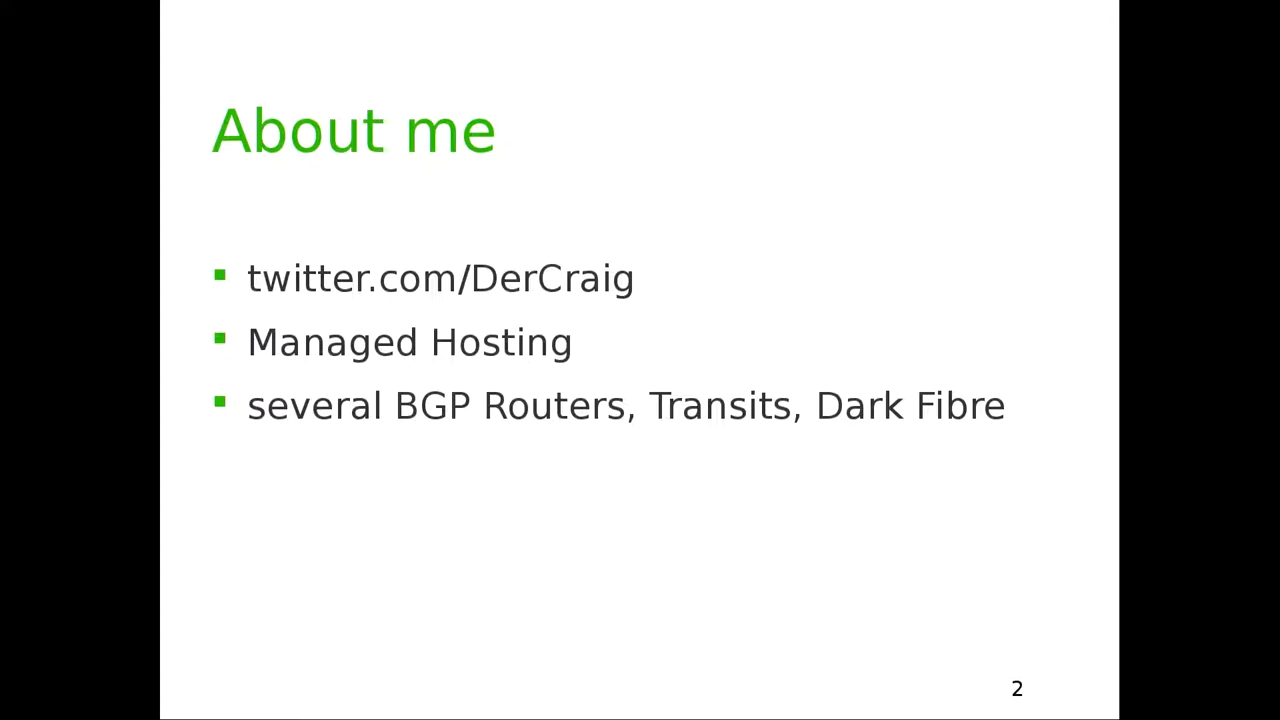 About me
twitter.com/DerCraig
Managed Hosting
several BGP Routers, Transits, Dark Fibre
2